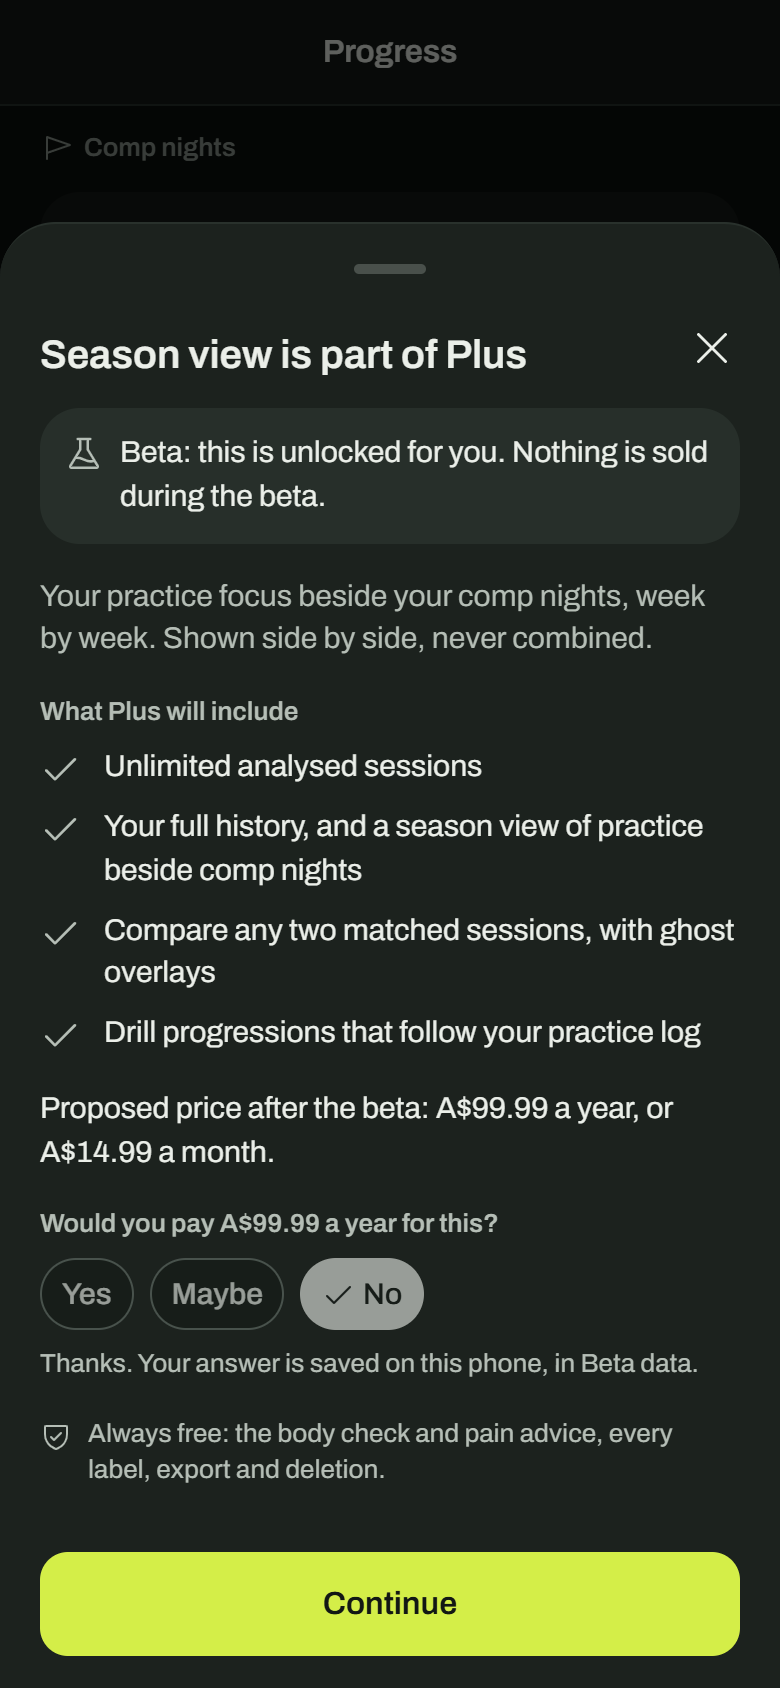 Progress
Comp nights
Season view is part of Plus
Beta: this is unlocked for you. Nothing is sold
during the beta.
Your practice focus beside your comp nights, week
by week. Shown side by side, never combined.
What Plus will include
Unlimited analysed sessions
Your full history, and a season view of practice
beside comp nights
Compare any two matched sessions, with ghost
overlays
Drill progressions that follow your practice log
Proposed price after the beta: A$99.99 a year, or
A$14.99 a month.
Would you pay A$99.99 a year for this?
Yes
Maybe
No
Thanks. Your answer is saved on this phone, in Beta data.
Always free: the body check and pain advice, every
label, export and deletion.
Continue